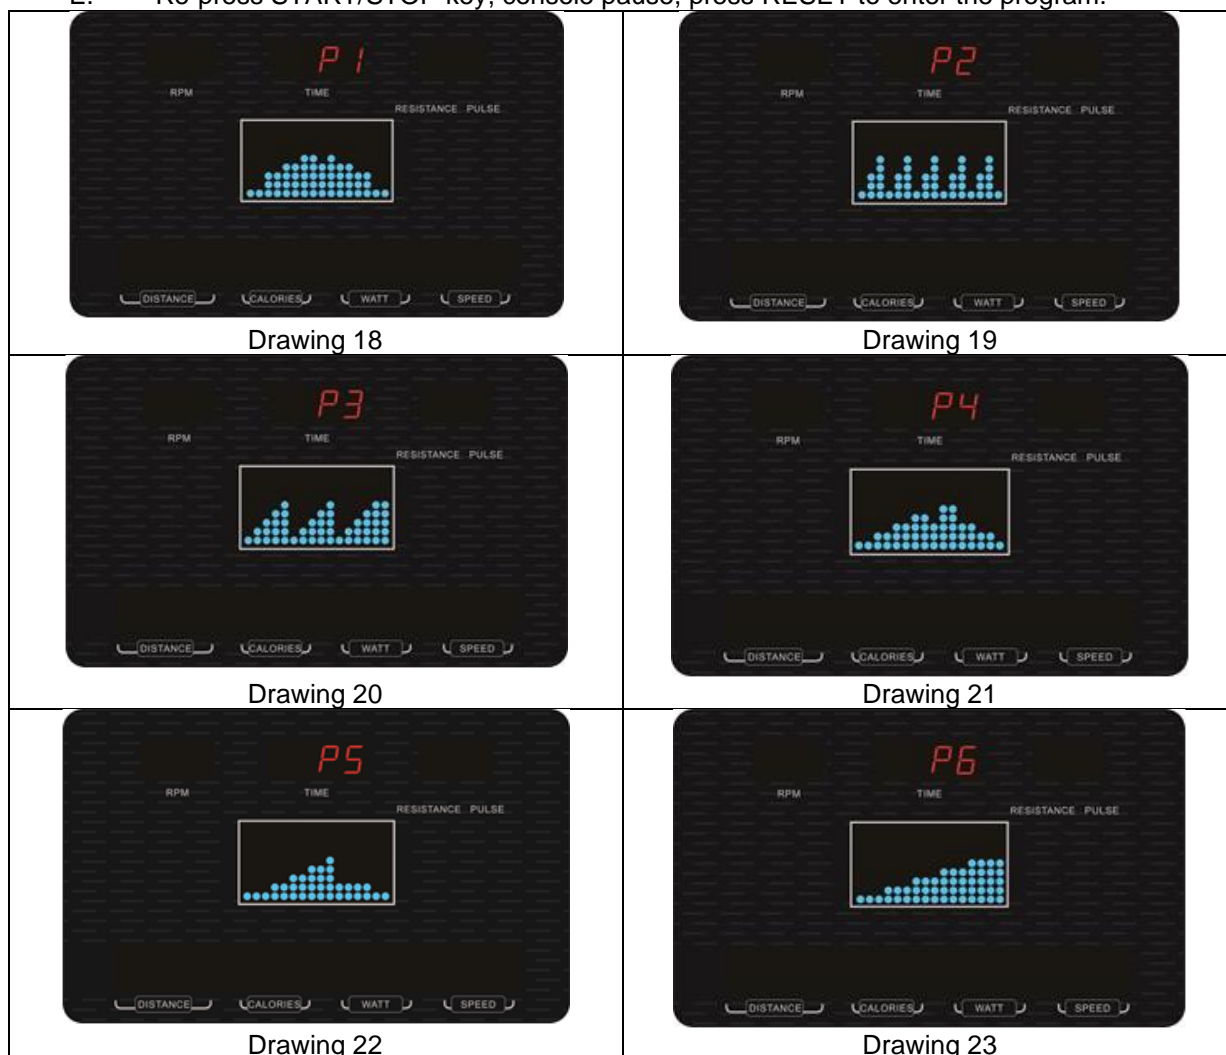 E. Re-press START/STOP key, console pause, press RESET to enter the program.
P1
RPM TIME
RESISTANCE PULSE
DISTANCE CALORIES WATT SPEED
Drawing 18
P2
RPM TIME
RESISTANCE PULSE
DISTANCE CALORIES WATT SPEED
Drawing 19
P3
RPM TIME
RESISTANCE PULSE
DISTANCE CALORIES WATT SPEED
Drawing 20
P4
RPM TIME
RESISTANCE PULSE
DISTANCE CALORIES WATT SPEED
Drawing 21
P5
RPM TIME
RESISTANCE PULSE
DISTANCE CALORIES WATT SPEED
Drawing 22
P6
RPM TIME
RESISTANCE PULSE
DISTANCE CALORIES WATT SPEED
Drawing 23